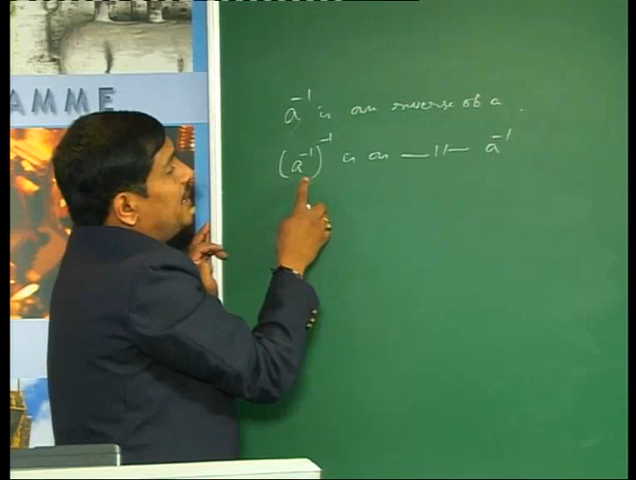 AMME
a⁻¹ is an inverse of a.
(a⁻¹)⁻¹ is an —〃— a⁻¹